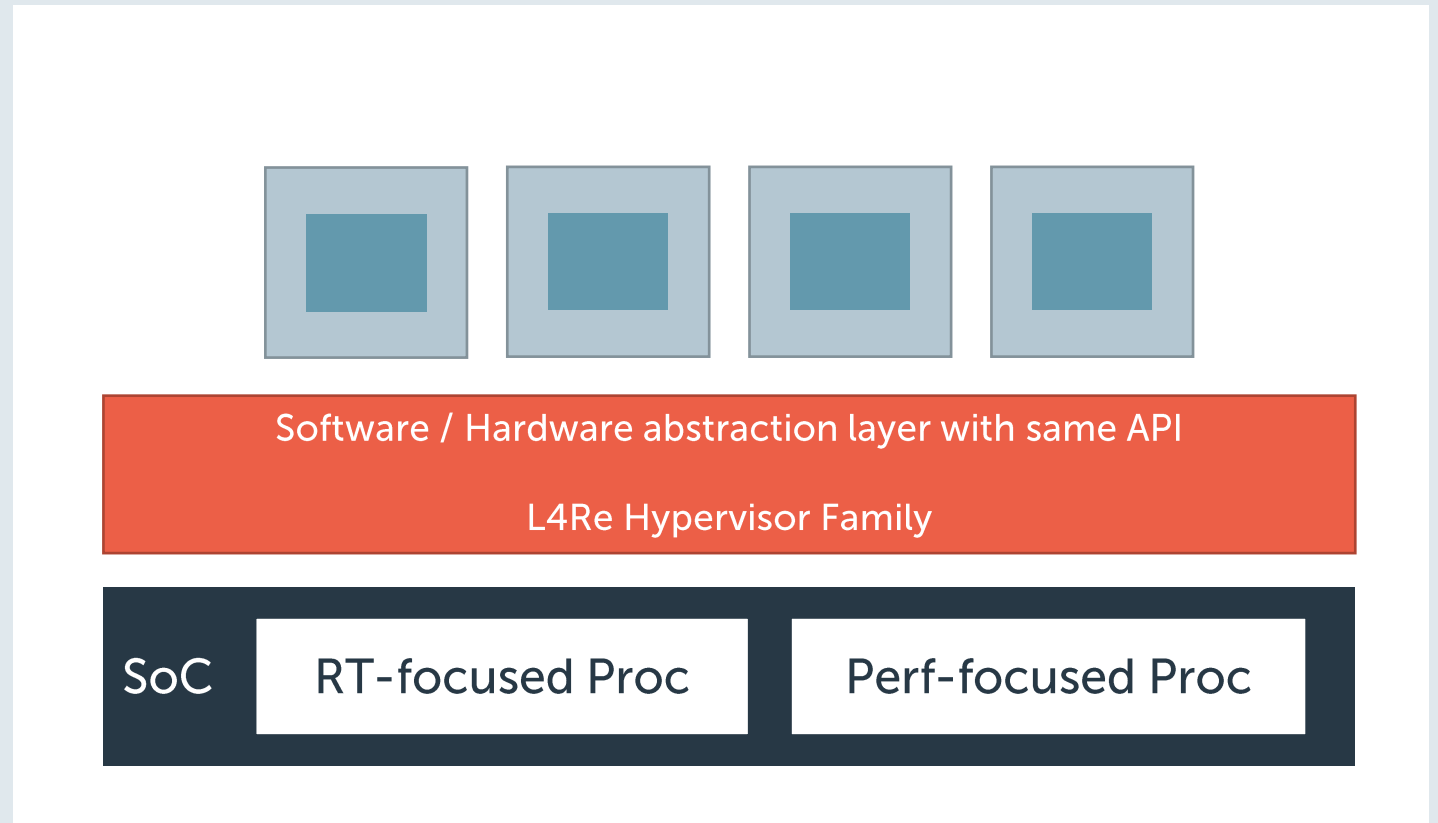 Software / Hardware abstraction layer with same API
L4Re Hypervisor Family
SoC
RT-focused Proc
Perf-focused Proc